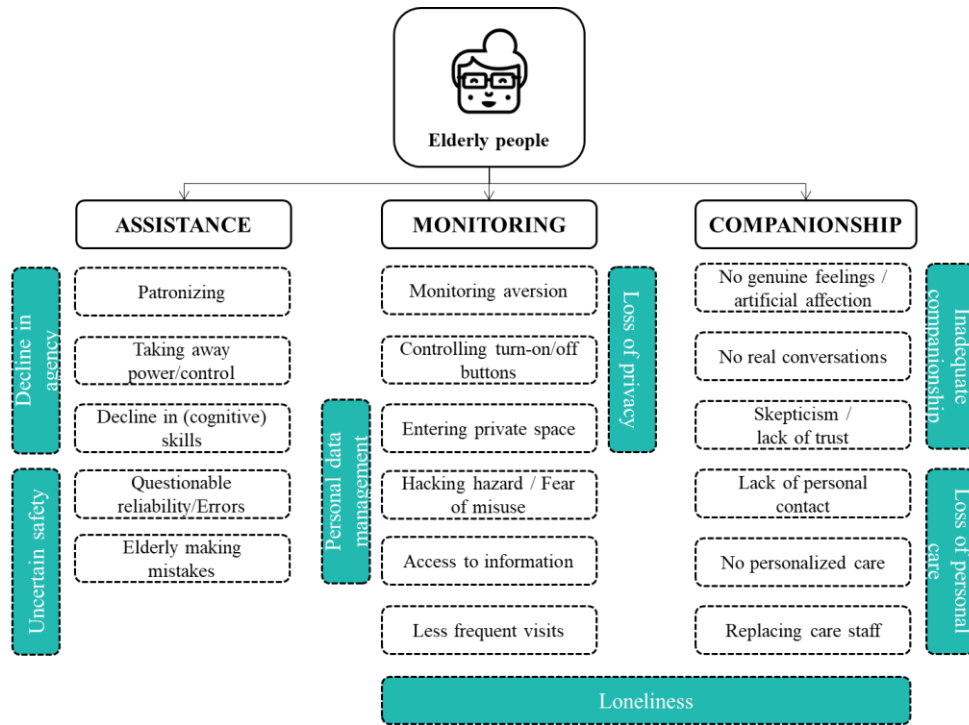 Elderly people
ASSISTANCE
MONITORING
COMPANIONSHIP
Decline in
agency
Uncertain safety
Patronizing
Taking away
power/control
Decline in (cognitive)
skills
Questionable
reliability/Errors
Elderly making
mistakes
Personal data
management
Monitoring aversion
Controlling turn-on/off
buttons
Entering private space
Hacking hazard / Fear
of misuse
Access to information
Less frequent visits
Loss of privacy
No genuine feelings /
artificial affection
No real conversations
Skepticism /
lack of trust
Lack of personal
contact
No personalized care
Replacing care staff
Inadequate
companionship
Loss of personal
care
Loneliness